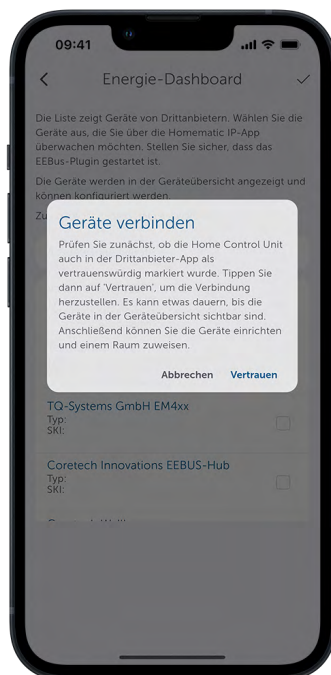 09:41
Energie-Dashboard
Die Liste zeigt Geräte von Drittanbietern. Wählen Sie die
Geräte aus, die Sie über die Homematic IP-App
überwachen möchten. Stellen Sie sicher, dass das
EEBus-Plugin gestartet ist.
Die Geräte werden in der Geräteübersicht angezeigt und
können konfiguriert werden.
Geräte verbinden
Prüfen Sie zunächst, ob die Home Control Unit
auch in der Drittanbieter-App als
vertrauenswürdig markiert wurde. Tippen Sie
dann auf 'Vertrauen', um die Verbindung
herzustellen. Es kann etwas dauern, bis die
Geräte in der Geräteübersicht sichtbar sind.
Anschließend können Sie die Geräte einrichten
und einem Raum zuweisen.
Abbrechen Vertrauen
TQ-Systems GmbH EM4xx
Typ:
SKI:
Coretech Innovations EEBUS-Hub
Typ:
SKI: